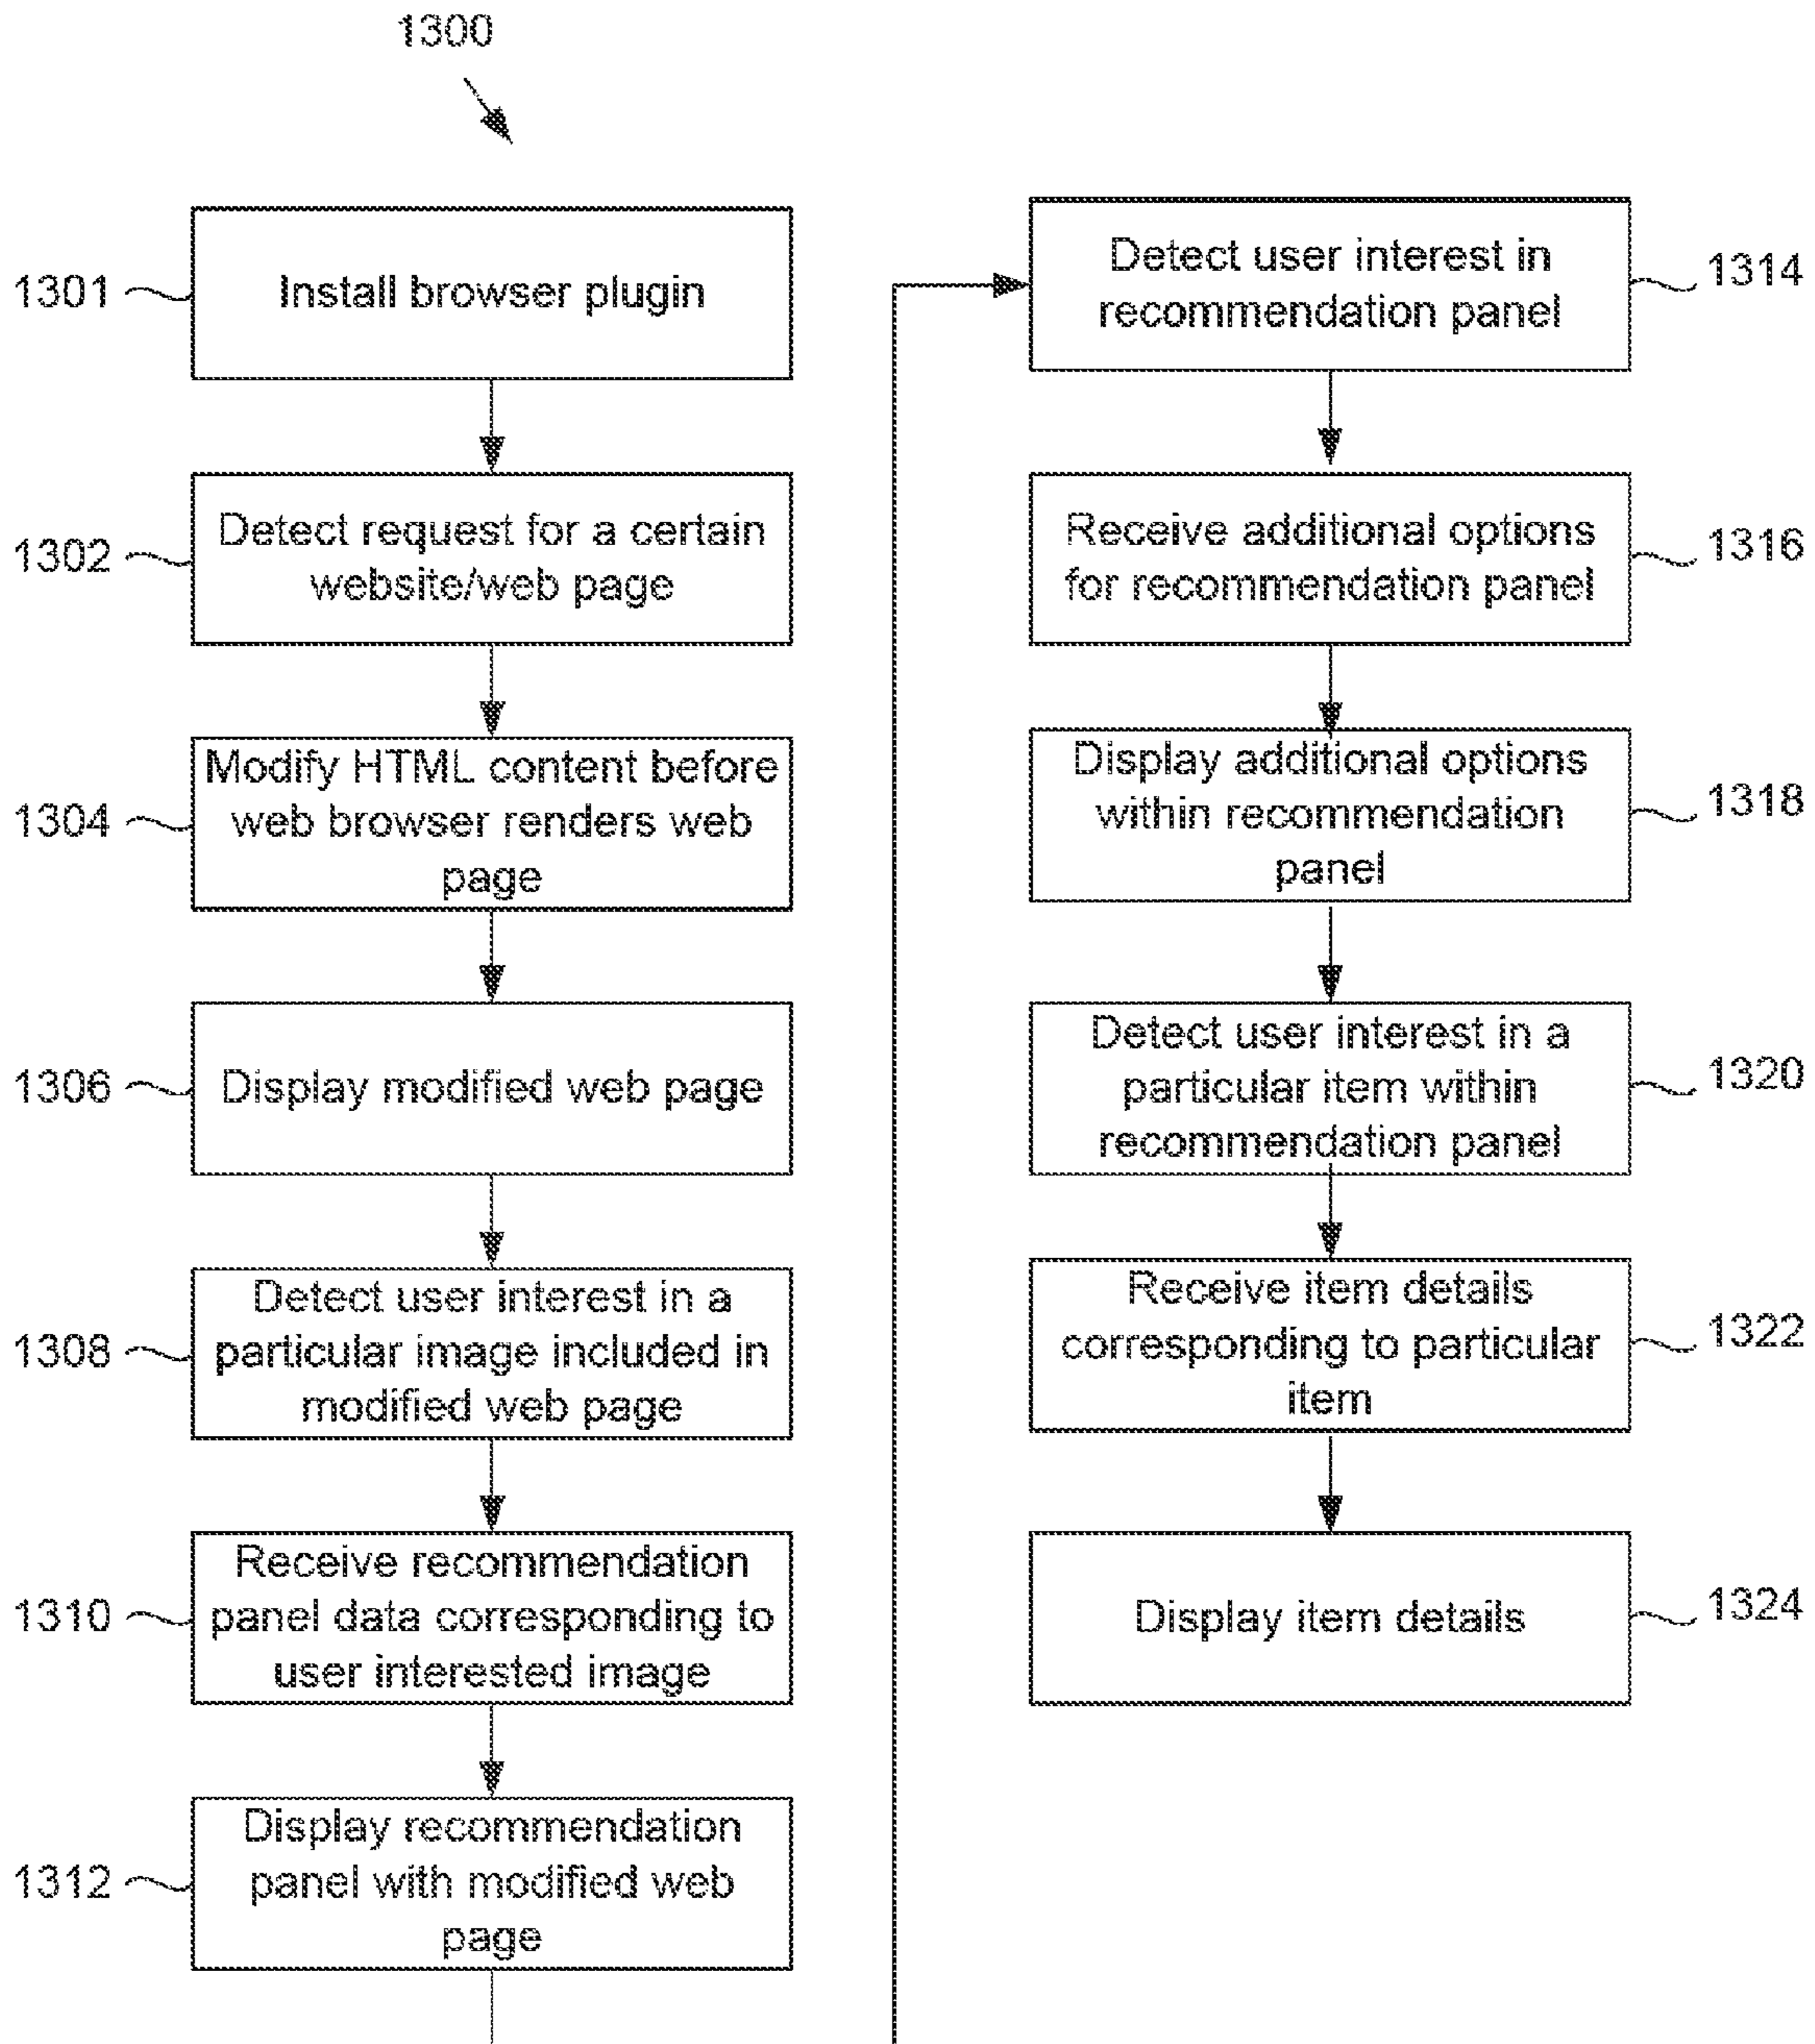 1300
1301
Install browser plugin
1302
Detect request for a certain
website/web page
1304
Modify HTML content before
web browser renders web
page
1306
Display modified web page
1308
Detect user interest in a
particular image included in
modified web page
1310
Receive recommendation
panel data corresponding to
user interested image
1312
Display recommendation
panel with modified web
page
Detect user interest in
recommendation panel
1314
Receive additional options
for recommendation panel
1316
Display additional options
within recommendation
panel
1318
Detect user interest in a
particular item within
recommendation panel
1320
Receive item details
corresponding to particular
item
1322
Display item details
1324